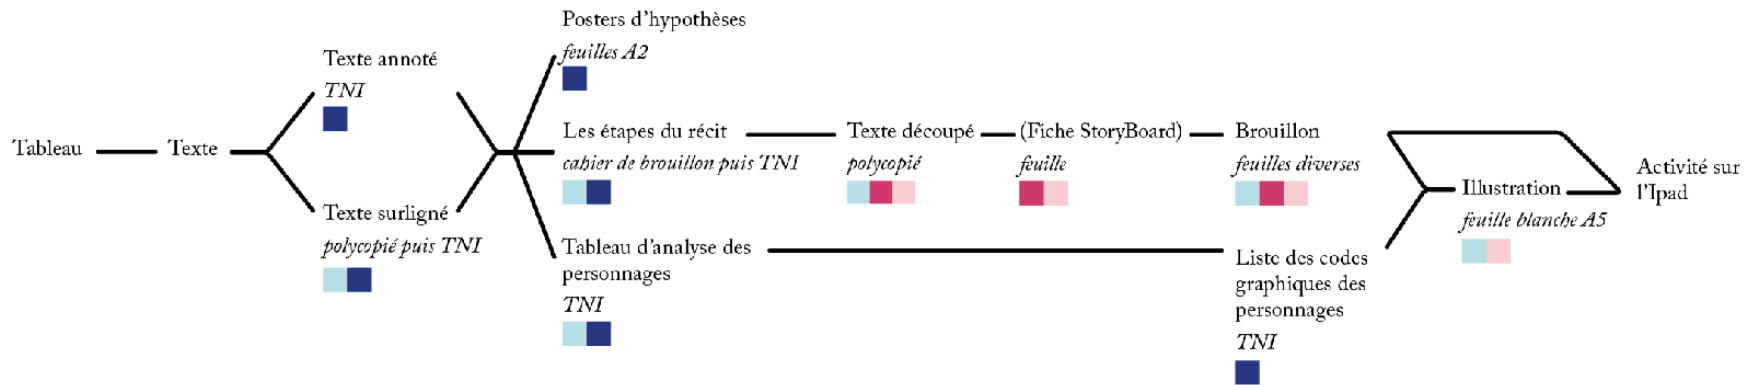 Tableau
Texte
Texte annoté
TNI
Texte surligné
polycopié puis TNI
Posters d'hypothèses
feuilles A2
Les étapes du récit
cahier de brouillon puis TNI
Tableau d'analyse des
personnages
TNI
Texte découpé
polycopié
(Fiche StoryBoard)
feuille
Brouillon
feuilles diverses
Liste des codes
graphiques des
personnages
TNI
Illustration
feuille blanche A5
Activité sur
l'Ipad